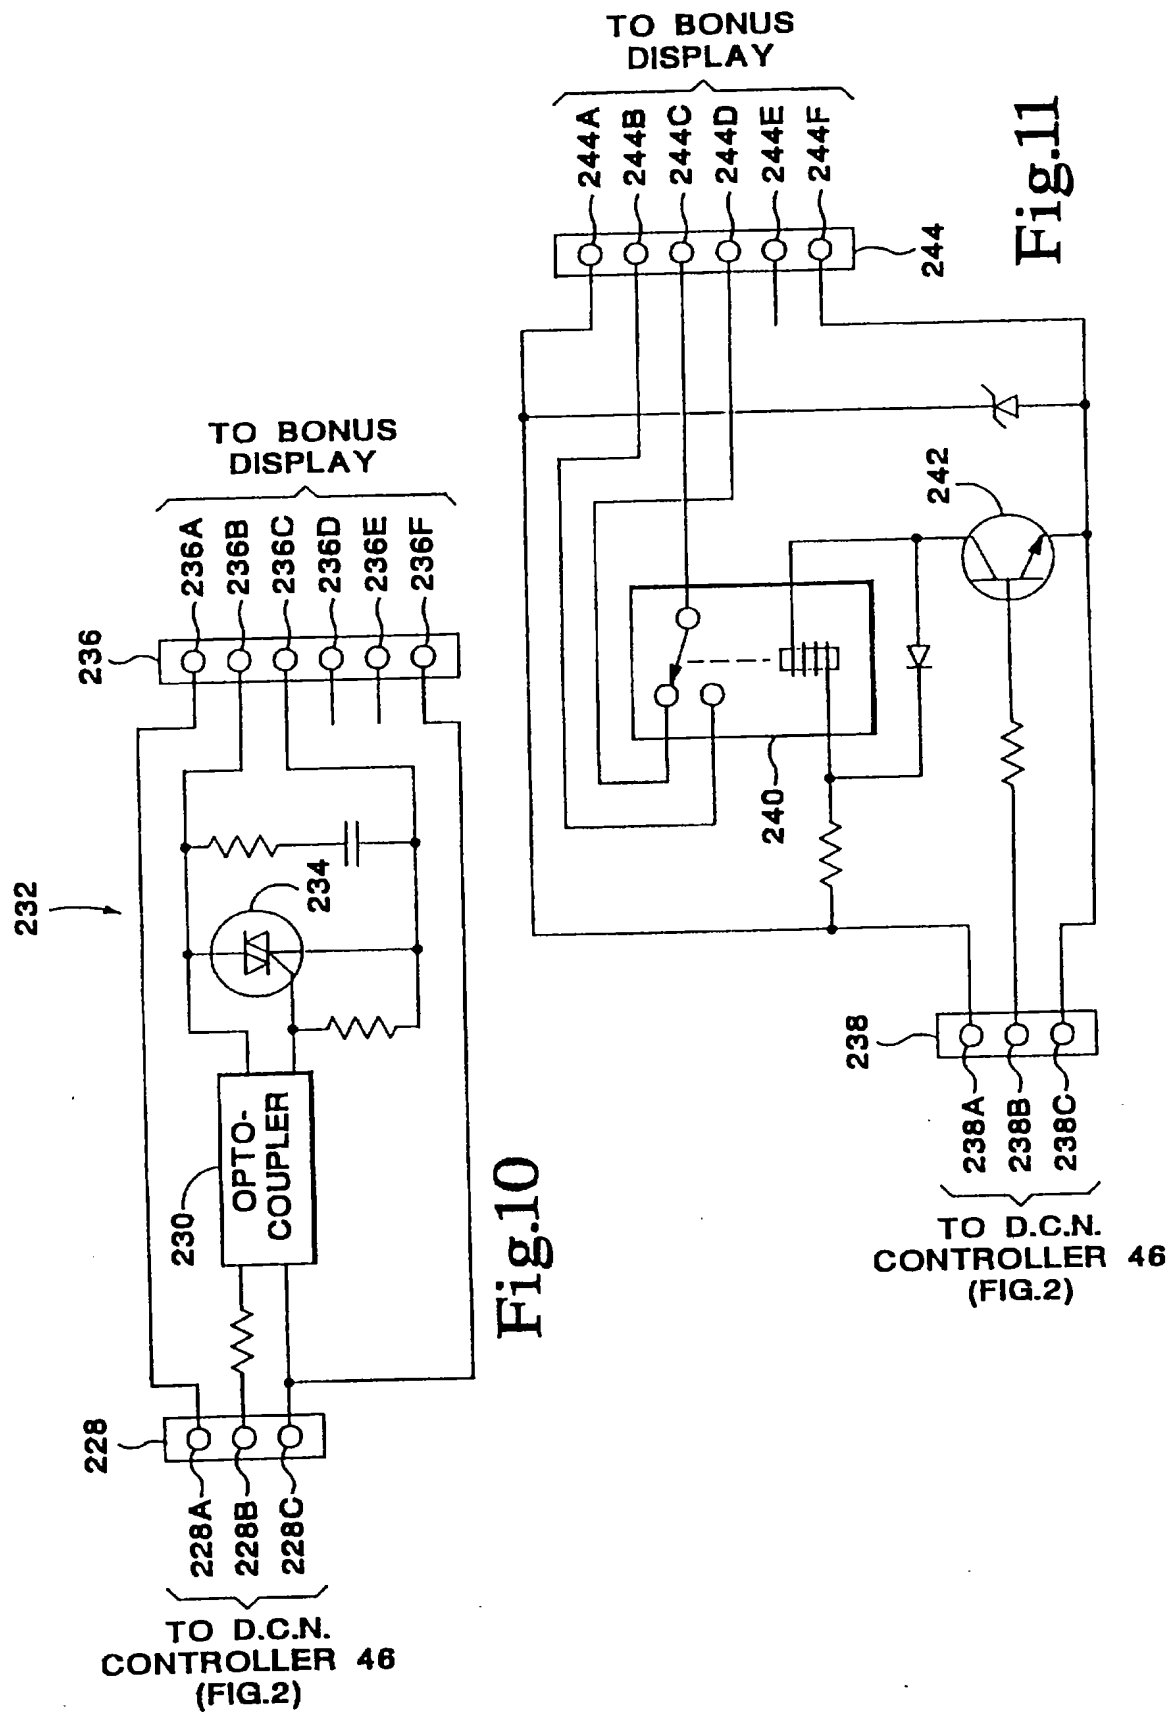 TO BONUS
DISPLAY
244A
244B
244C
244D
244E
244F
244
242
240
238
238A
238B
238C
TO D.C.N.
CONTROLLER 46
(FIG.2)
Fig.11
TO BONUS
DISPLAY
236A
236B
236C
236D
236E
236F
236
232
234
OPTO-
COUPLER
230
228
228A
228B
228C
TO D.C.N.
CONTROLLER 46
(FIG.2)
Fig.10